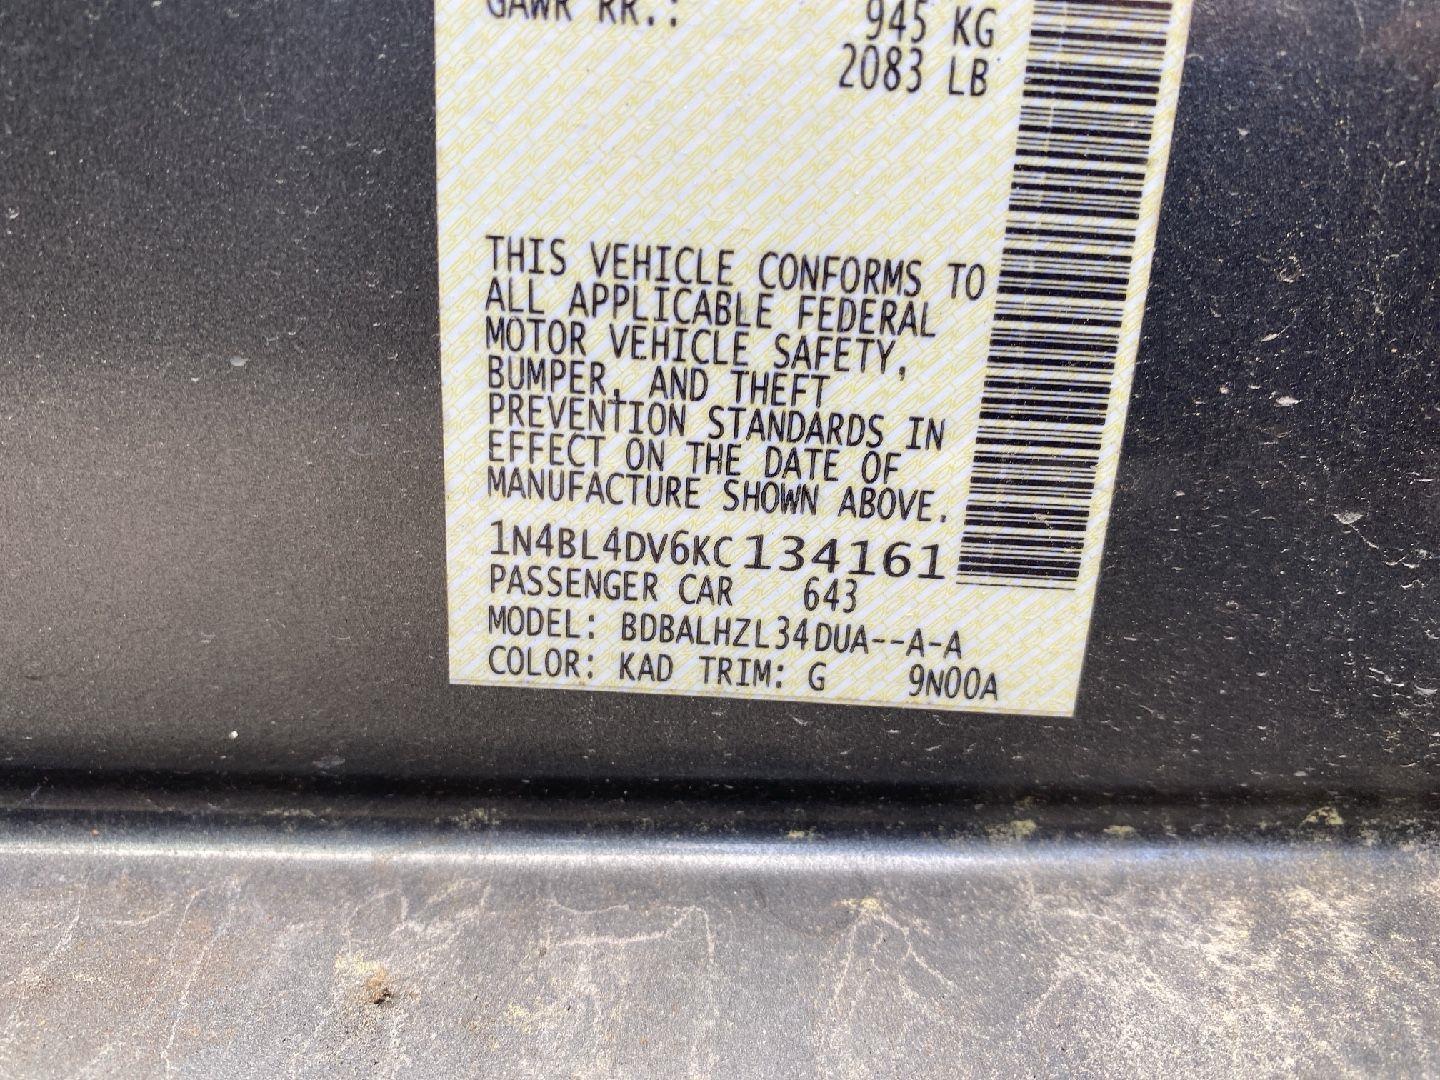 GAWR RR.: 945 KG
2083 LB
THIS VEHICLE CONFORMS TO
ALL APPLICABLE FEDERAL
MOTOR VEHICLE SAFETY,
BUMPER, AND THEFT
PREVENTION STANDARDS IN
EFFECT ON THE DATE OF
MANUFACTURE SHOWN ABOVE.
1N4BL4DV6KC134161
PASSENGER CAR 643
MODEL: BDBALHZL34DUA--A-A
COLOR: KAD TRIM: G 9N00A